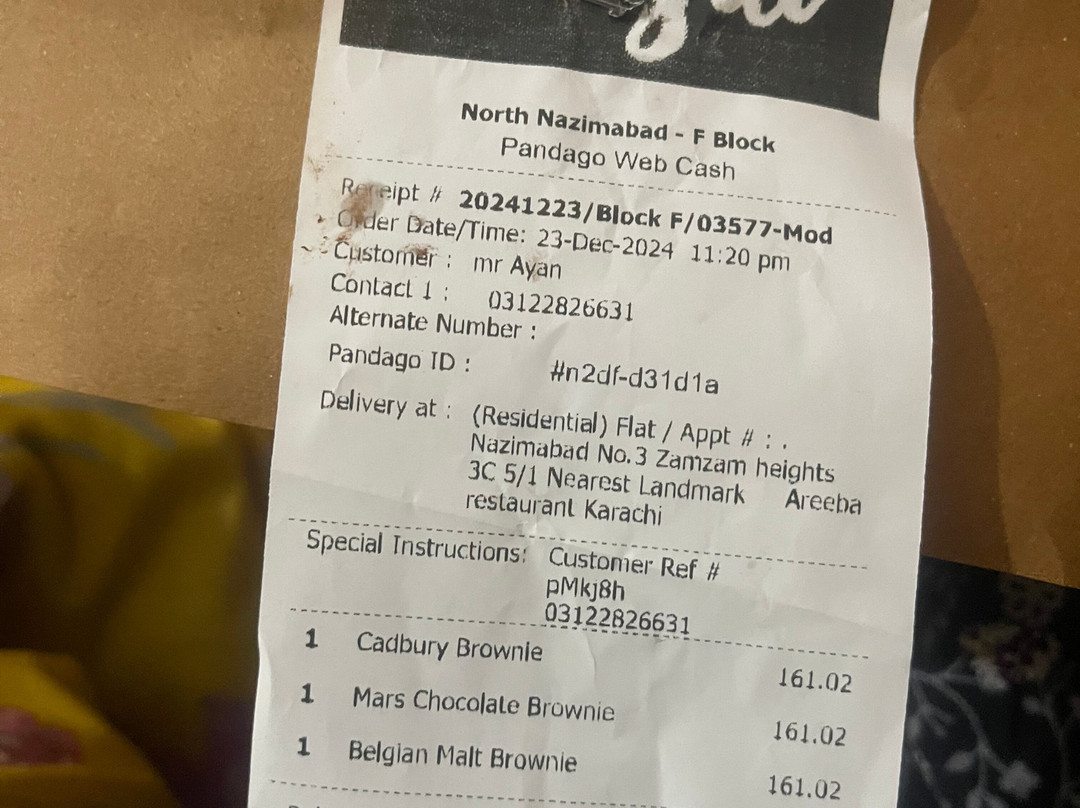 North Nazimabad - F Block
Pandago Web Cash
Receipt # 20241223/Block F/03577-Mod
Order Date/Time: 23-Dec-2024 11:20 pm
Customer : mr Ayan
Contact 1 : 03122826631
Alternate Number :
Pandago ID : #n2df-d31d1a
Delivery at : (Residential) Flat / Appt # : .
Nazimabad No.3 Zamzam heights
3C 5/1 Nearest Landmark Areeba
restaurant Karachi
Special Instructions: Customer Ref #
pMkj8h
03122826631
1 Cadbury Brownie 161.02
1 Mars Chocolate Brownie 161.02
1 Belgian Malt Brownie 161.02